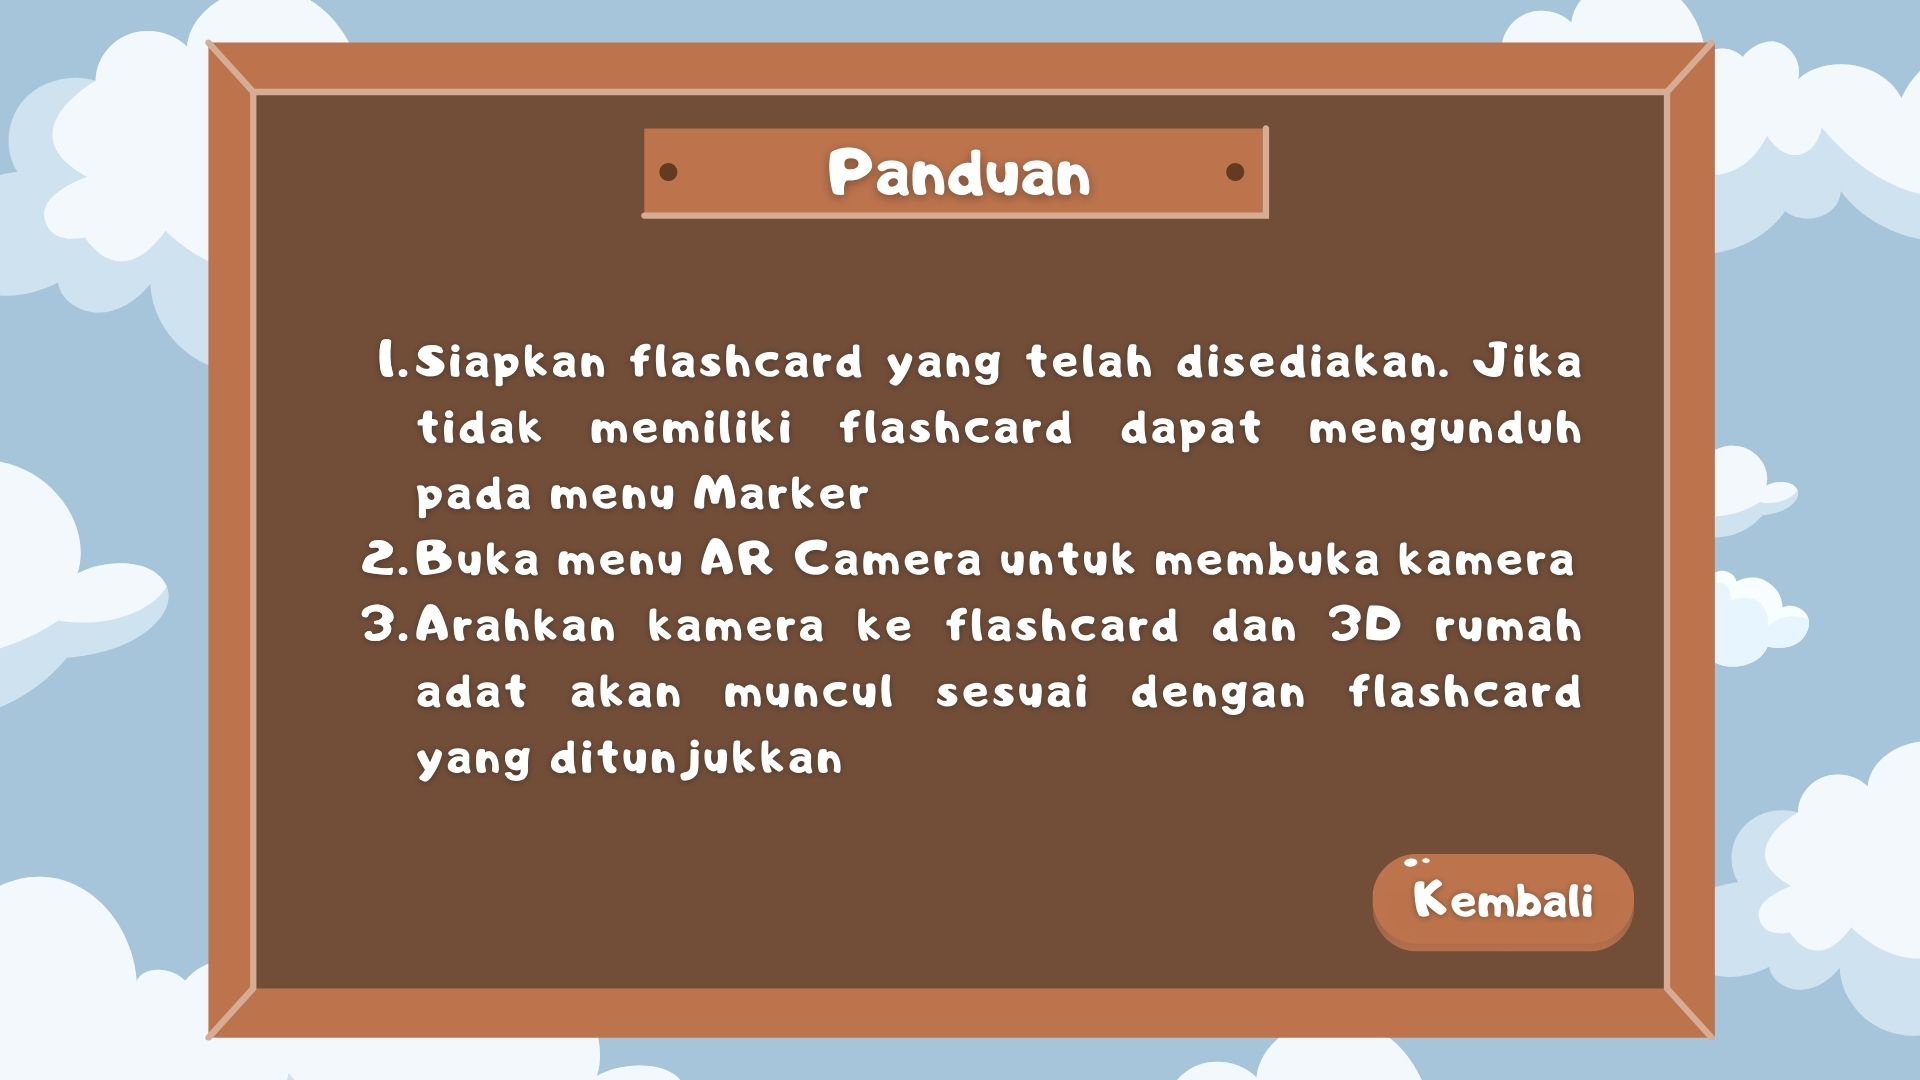 Panduan
1. Siapkan flashcard yang telah disediakan. Jika
tidak memiliki flashcard dapat mengunduh
pada menu Marker
2. Buka menu AR Camera untuk membuka kamera
3. Arahkan kamera ke flashcard dan 3D rumah
adat akan muncul sesuai dengan flashcard
yang ditunjukkan
Kembali